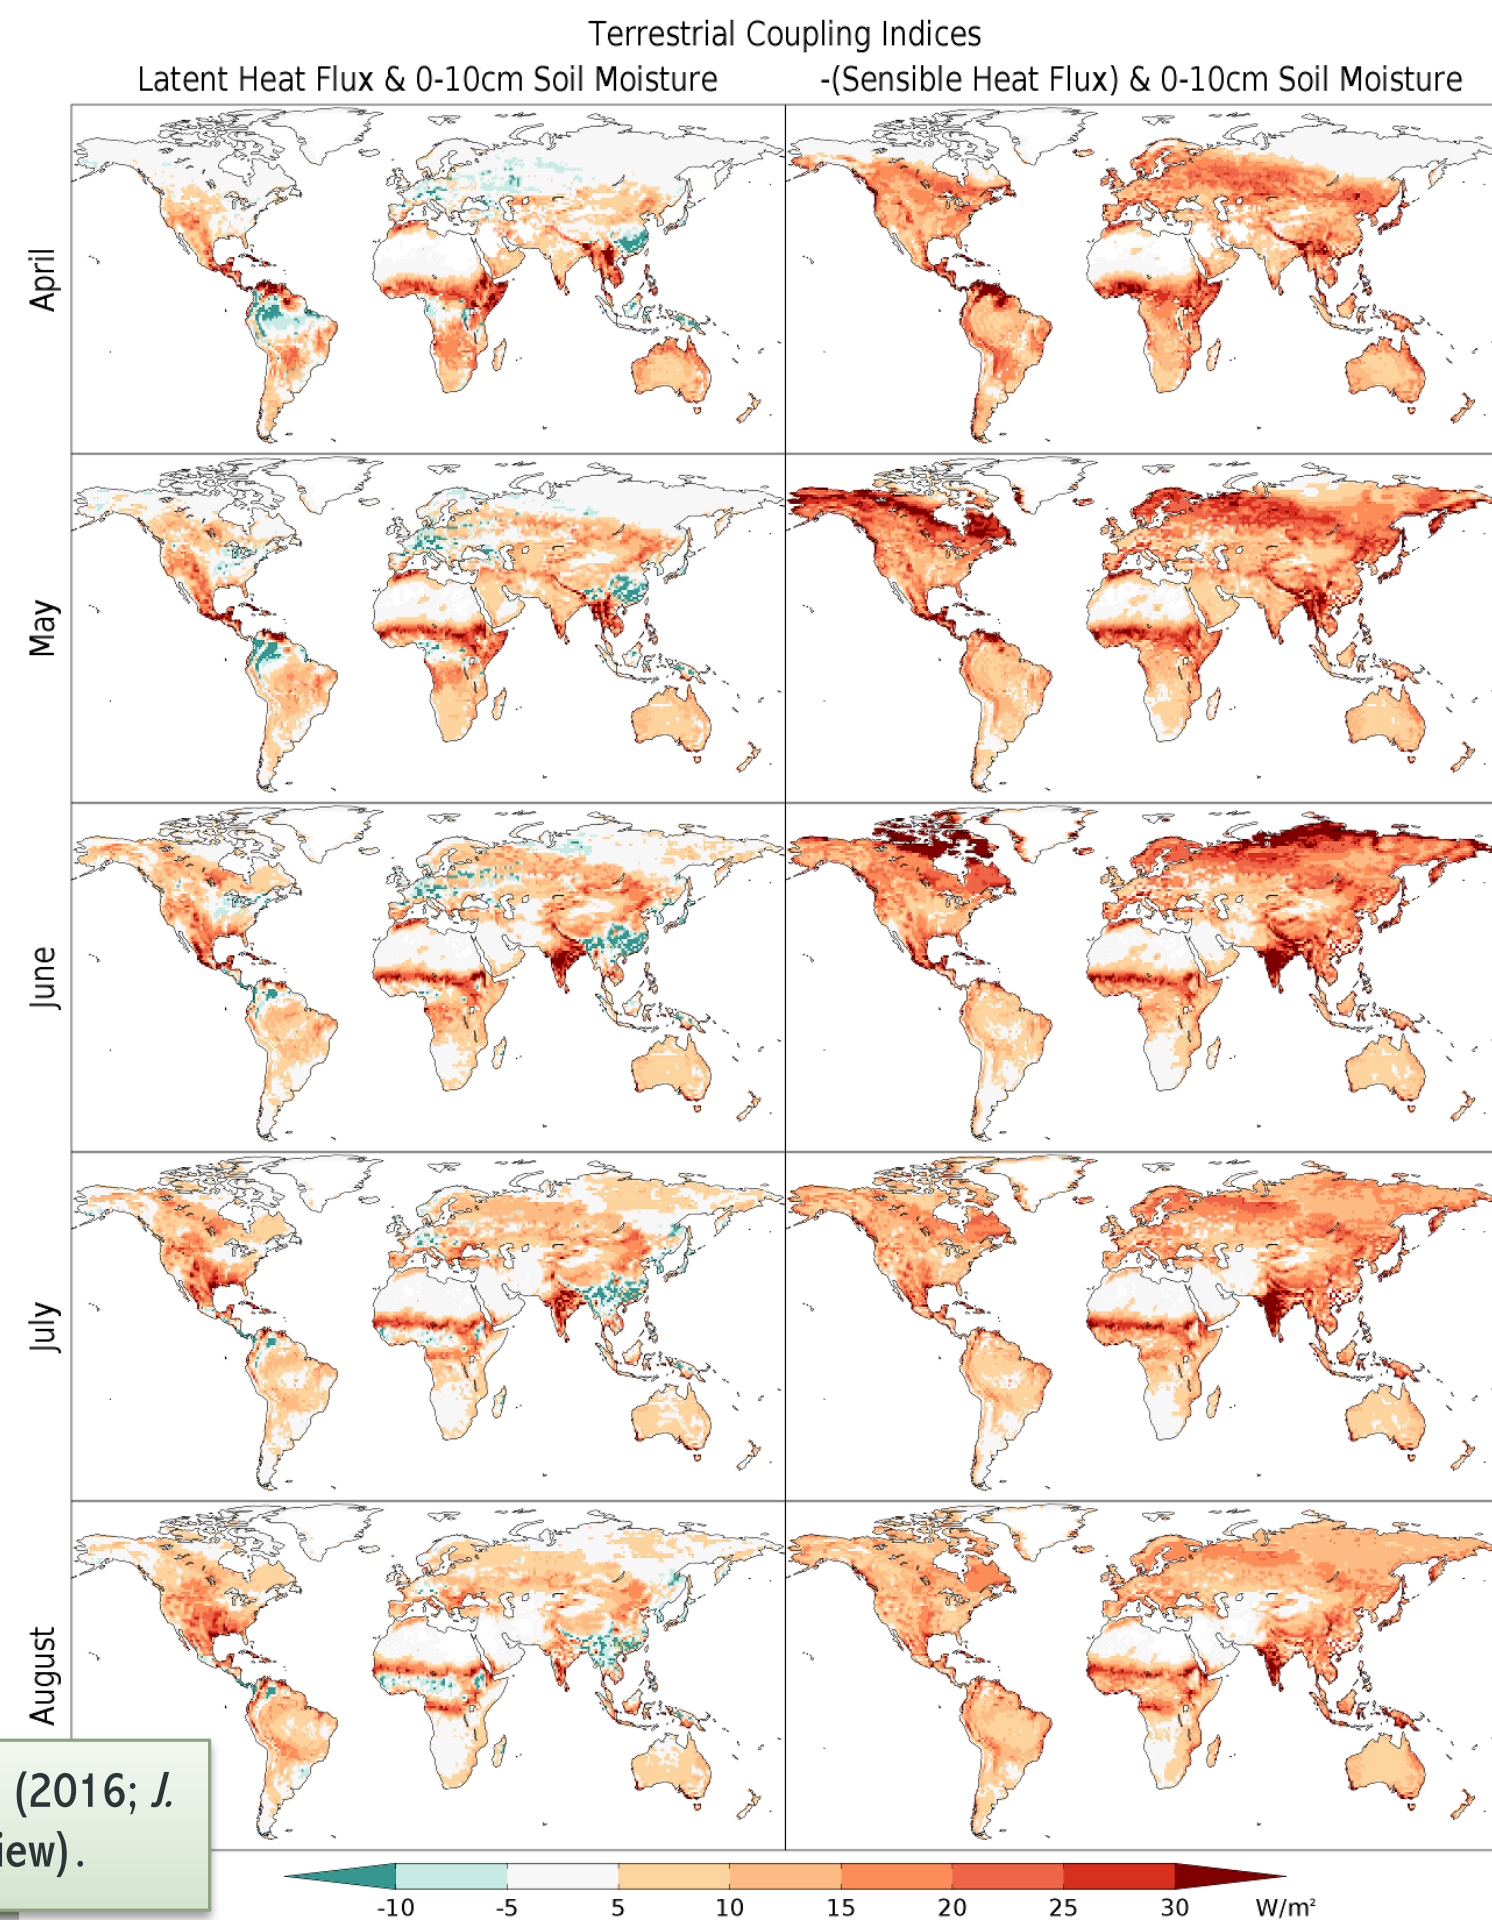 Terrestrial Coupling Indices
Latent Heat Flux & 0-10cm Soil Moisture
-(Sensible Heat Flux) & 0-10cm Soil Moisture
April
May
June
July
August
(2016; J.
iew).
-10 -5 5 10 15 20 25 30 W/m²